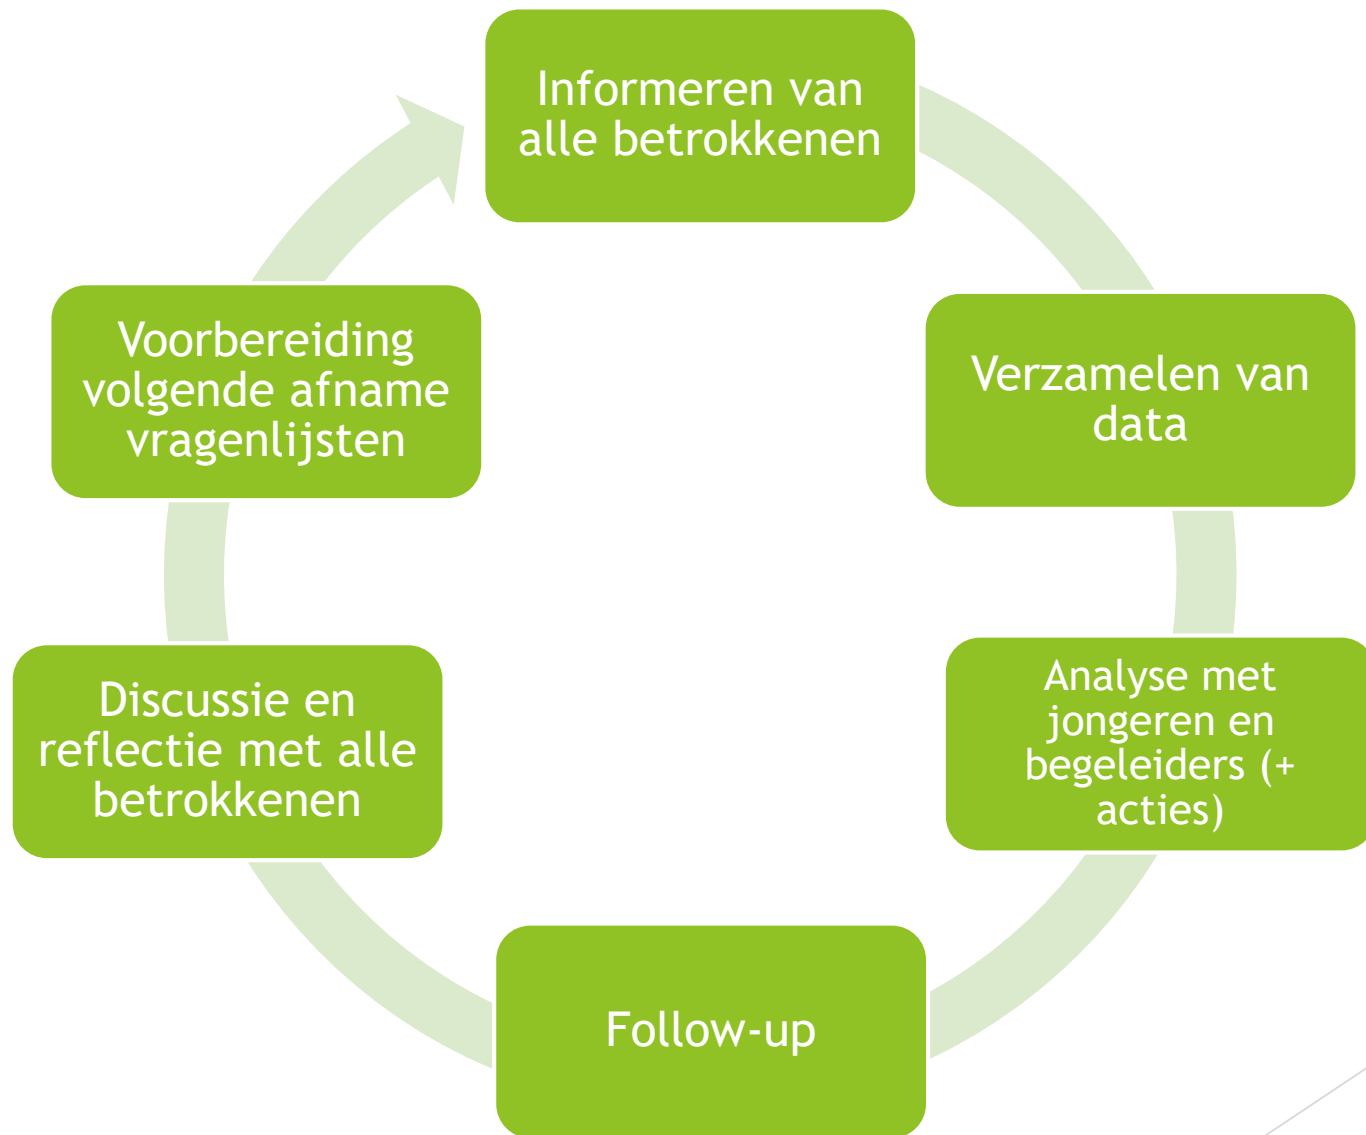 Informeren van
alle betrokkenen
Verzamelen van
data
Analyse met
jongeren en
begeleiders (+
acties)
Follow-up
Discussie en
reflectie met alle
betrokkenen
Voorbereiding
volgende afname
vragenlijsten